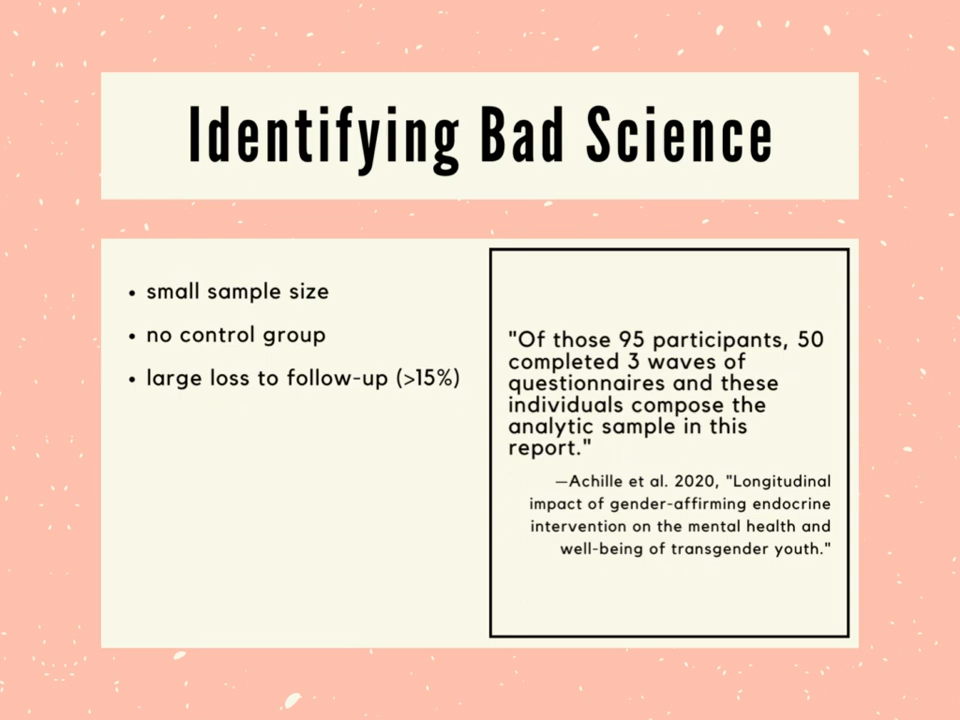 Identifying Bad Science
• small sample size
• no control group
• large loss to follow-up (>15%)
"Of those 95 participants, 50
completed 3 waves of
questionnaires and these
individuals compose the
analytic sample in this
report."
—Achille et al. 2020, "Longitudinal
impact of gender-affirming endocrine
intervention on the mental health and
well-being of transgender youth."